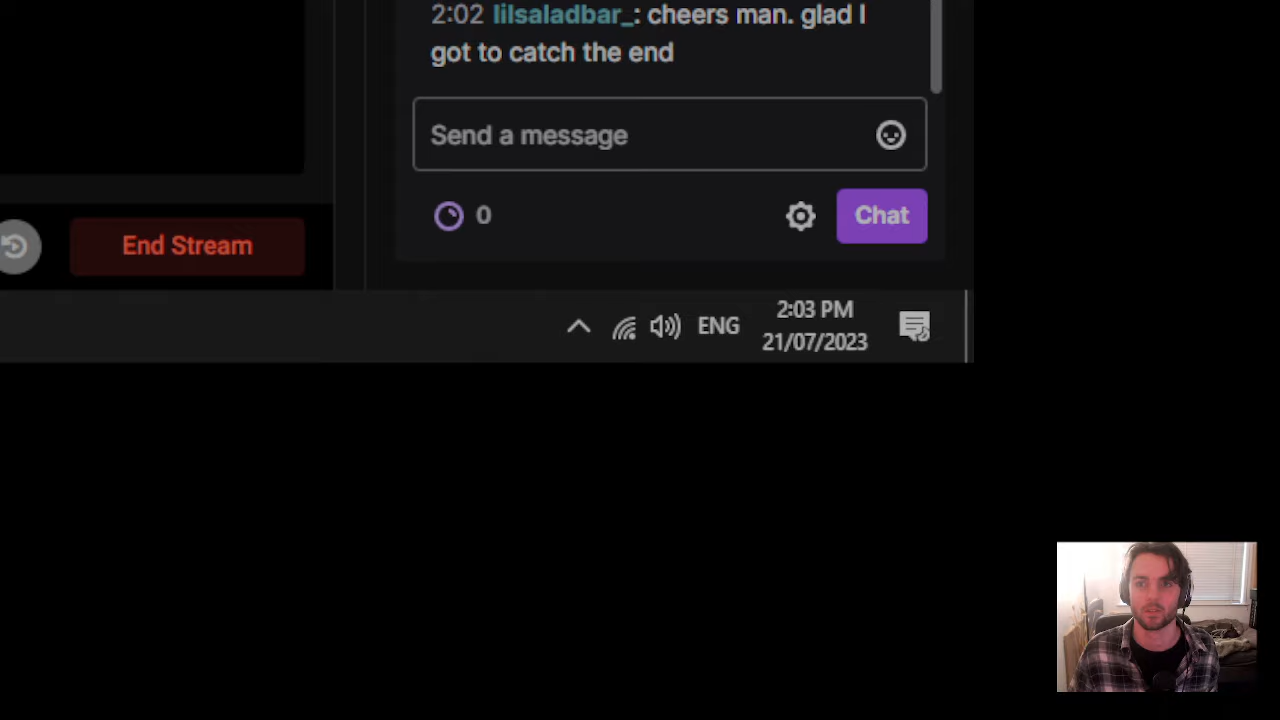 2:02 lilsaladbar_: cheers man. glad I
got to catch the end
Send a message
0
Chat
End Stream
ENG
2:03 PM
21/07/2023